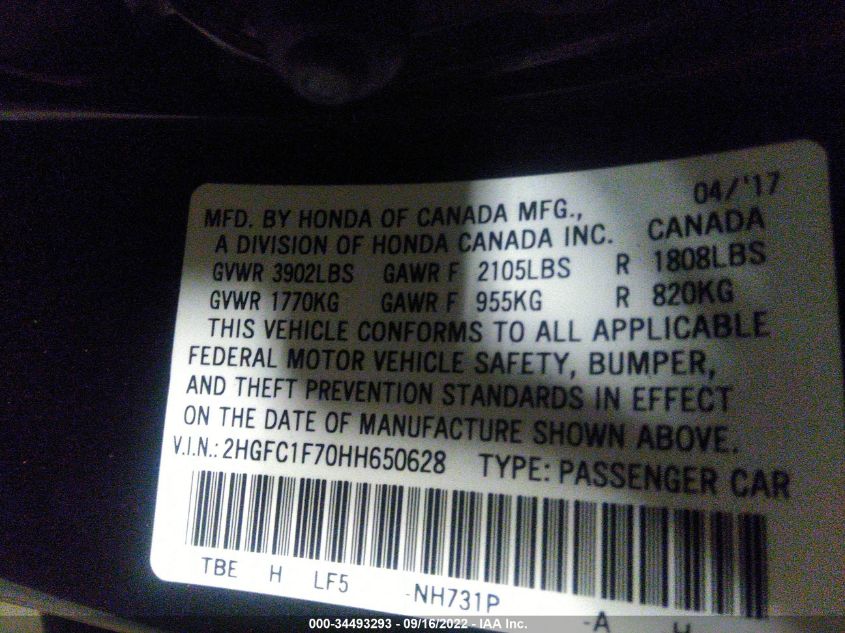 04/'17
MFD. BY HONDA OF CANADA MFG.,
A DIVISION OF HONDA CANADA INC. CANADA
GVWR 3902LBS GAWR F 2105LBS R 1808LBS
GVWR 1770KG GAWR F 955KG R 820KG
THIS VEHICLE CONFORMS TO ALL APPLICABLE
FEDERAL MOTOR VEHICLE SAFETY, BUMPER,
AND THEFT PREVENTION STANDARDS IN EFFECT
ON THE DATE OF MANUFACTURE SHOWN ABOVE.
V.I.N.: 2HGFC1F70HH650628 TYPE: PASSENGER CAR
TBE H LF5 -NH731P -A
000-34493293 - 09/16/2022 - IAA Inc.